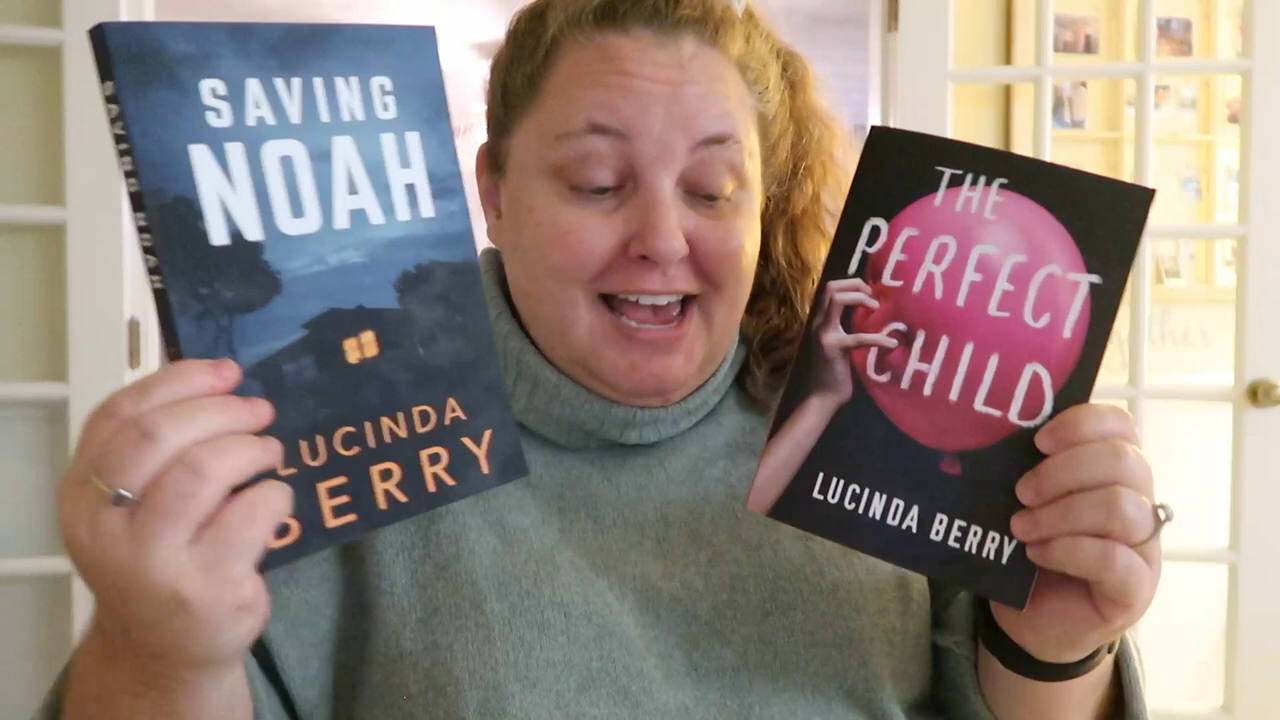 SAVING
NOAH
LUCINDA
BERRY
SAVING NOAH
THE
PERFECT
CHILD
LUCINDA BERRY